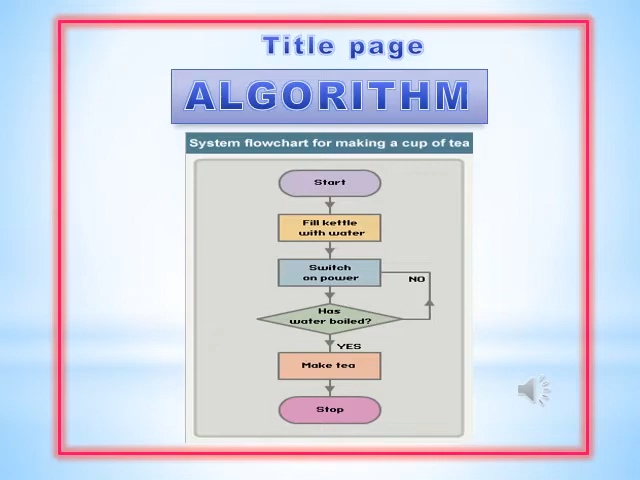 Title page
ALGORITHM
System flowchart for making a cup of tea
Start
Fill kettle
with water
Switch
on power
NO
Has
water boiled?
YES
Make tea
Stop